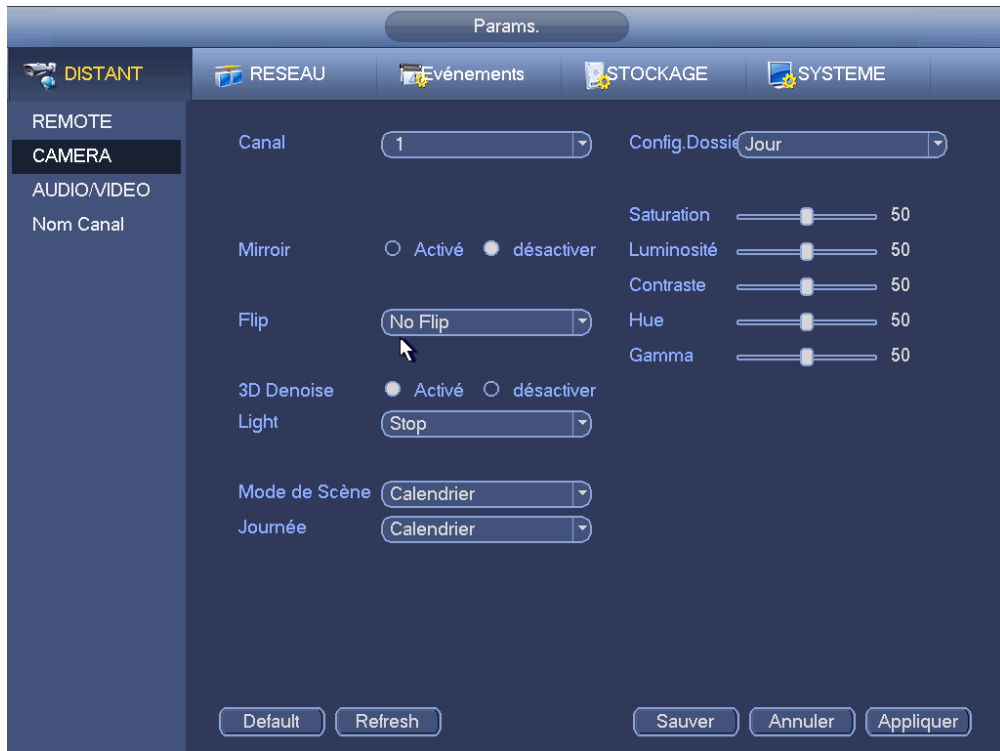 Params.
DISTANT RESEAU Evénements STOCKAGE SYSTEME
REMOTE
CAMERA
AUDIO/VIDEO
Nom Canal
Canal 1 Config.Dossie Jour
Saturation 50
Mirroir Activé désactiver Luminosité 50
Contraste 50
Flip No Flip Hue 50
Gamma 50
3D Denoise Activé désactiver
Light Stop
Mode de Scène Calendrier
Journée Calendrier
Default Refresh Sauver Annuler Appliquer